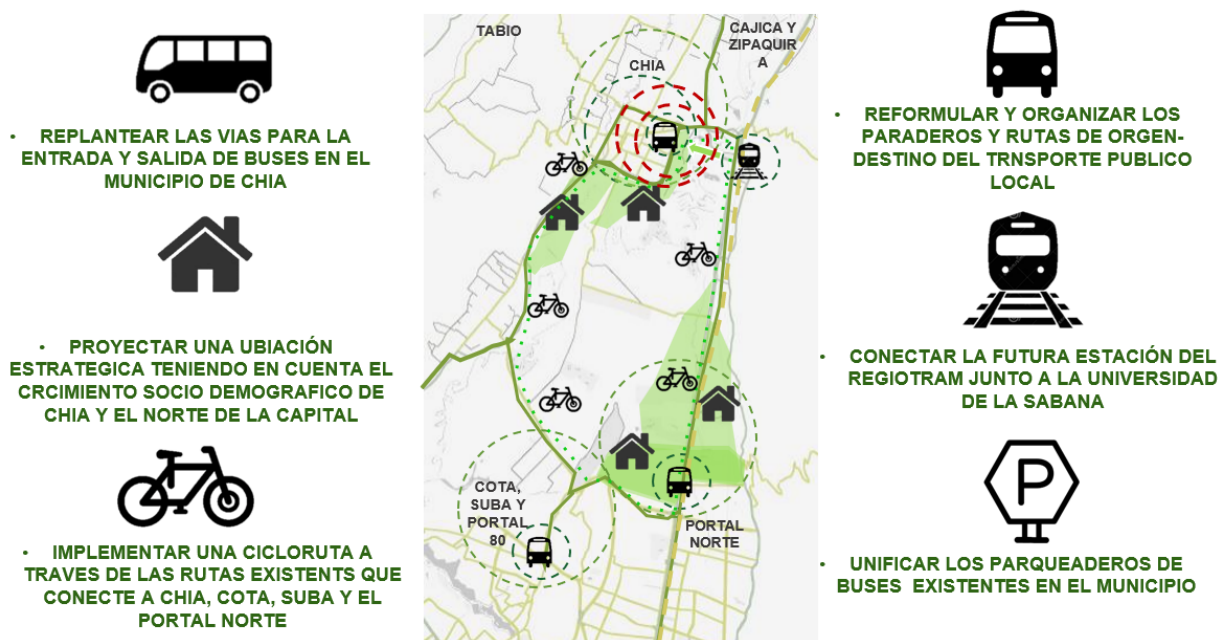 • REPLANTEAR LAS VIAS PARA LA
ENTRADA Y SALIDA DE BUSES EN EL
MUNICIPIO DE CHIA
• PROYECTAR UNA UBIACIÓN
ESTRATEGICA TENIENDO EN CUENTA EL
CRCIMIENTO SOCIO DEMOGRAFICO DE
CHIA Y EL NORTE DE LA CAPITAL
• IMPLEMENTAR UNA CICLORUTA A
TRAVES DE LAS RUTAS EXISTENTS QUE
CONECTE A CHIA, COTA, SUBA Y EL
PORTAL NORTE
TABIO
CAJICA Y
ZIPAQUIR
A
CHIA
COTA,
SUBA Y
PORTAL
80
PORTAL
NORTE
• REFORMULAR Y ORGANIZAR LOS
PARADEROS Y RUTAS DE ORGEN-
DESTINO DEL TRNSPORTE PUBLICO
LOCAL
• CONECTAR LA FUTURA ESTACIÓN DEL
REGIOTRAM JUNTO A LA UNIVERSIDAD
DE LA SABANA
P
• UNIFICAR LOS PARQUEADEROS DE
BUSES EXISTENTES EN EL MUNICIPIO